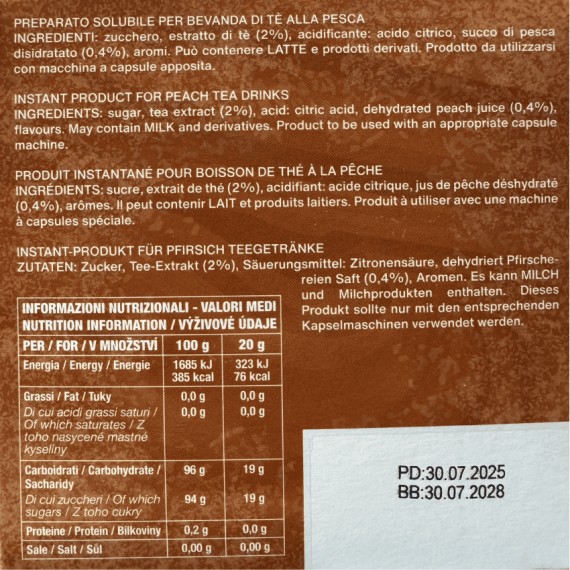 PREPARATO SOLUBILE PER BEVANDA DI TÈ ALLA PESCA
INGREDIENTI: zucchero, estratto di tè (2%), acidificante: acido citrico, succo di pesca
disidratato (0,4%), aromi. Può contenere LATTE e prodotti derivati. Prodotto da utilizzarsi
con macchina a capsule apposita.
INSTANT PRODUCT FOR PEACH TEA DRINKS
INGREDIENTS: sugar, tea extract (2%), acid: citric acid, dehydrated peach juice (0,4%),
flavours. May contain MILK and derivatives. Product to be used with an appropriate capsule
machine.
PRODUIT INSTANTANÉ POUR BOISSON DE THÉ À LA PÊCHE
INGRÉDIENTS: sucre, extrait de thé (2%), acidifiant: acide citrique, jus de pêche déshydraté
(0,4%), arômes. Il peut contenir LAIT et produits laitiers. Produit à utiliser avec une machine
à capsules spéciale.
INSTANT-PRODUKT FÜR PFIRSICH TEEGETRÄNKE
ZUTATEN: Zucker, Tee-Extrakt (2%), Säuerungsmittel: Zitronensäure, dehydriert Pfirsche-
reien Saft (0,4%), Aromen. Es kann MILCH
und Milchprodukten enthalten. Dieses
Produkt sollte nur mit den entsprechenden
Kapselmaschinen verwendet werden.
INFORMAZIONI NUTRIZIONALI - VALORI MEDI
NUTRITION INFORMATION / VÝŽIVOVÉ ÚDAJE
PER / FOR / V MNOŽSTVÍ 100 g 20 g
Energia / Energy / Energie 1685 kJ 323 kJ
385 kcal 76 kcal
Grassi / Fat / Tuky 0,0 g 0,0 g
Di cui acidi grassi saturi / 0,0 g 0,0 g
Of which saturates / Z
toho nasycené mastné
kyseliny
Carboidrati / Carbohydrate / 96 g 19 g
Sacharidy
Di cui zuccheri / Of which 94 g 19 g
sugars / Z toho cukry
Proteine / Protein / Bílkoviny 0,2 g 0,0 g
Sale / Salt / Sůl 0,00 g 0,00 g
PD:30.07.2025
BB:30.07.2028